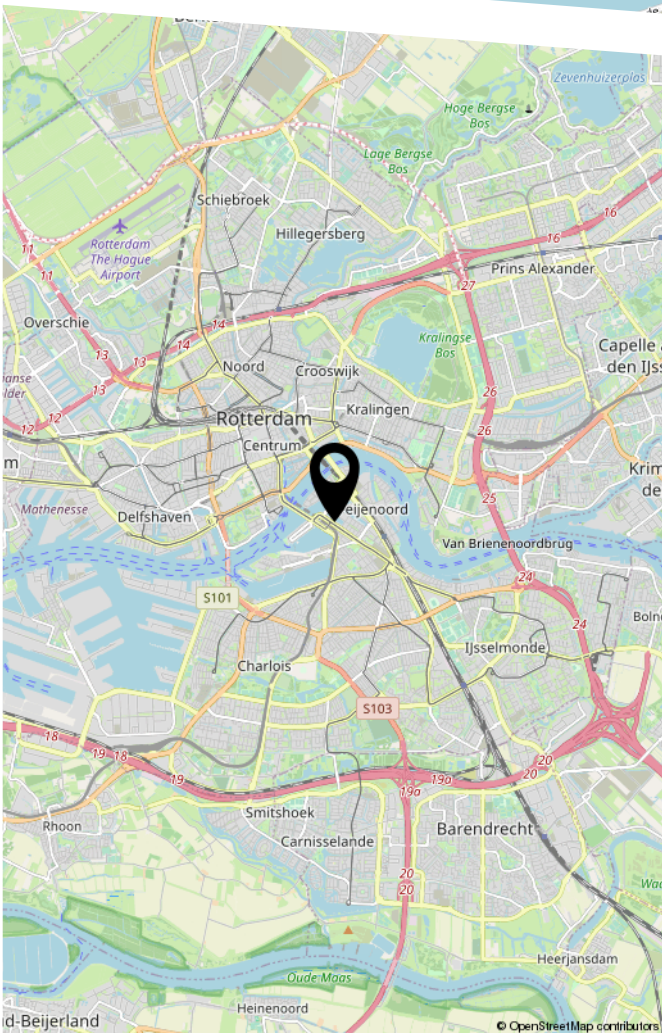 Zevenhuizerplas
Hoge Bergse
Bos
Lage Bergse
Bos
Schiebroek
16
16
Hillegersberg
11
Rotterdam
The Hague
Airport
11
Prins Alexander
27
Overschie
14
14
Kralingse
Bos
Capelle a
den IJss
13
13
Noord
Crooswijk
13
26
12
12
Rotterdam
Kralingen
26
Centrum
m
Krim
de
25
Mathenesse
Delfshaven
eijenoord
Van Brienenoordbrug
24
S101
24
Boln
IJsselmonde
Charlois
S103
18
19
18
20
19
19a
20
19a
Smitshoek
Rhoon
Carnisselande
Barendrecht
20
20
Waa
Heerjansdam
Oude Maas
Heinenoord
id-Beijerland
© OpenStreetMap contributors